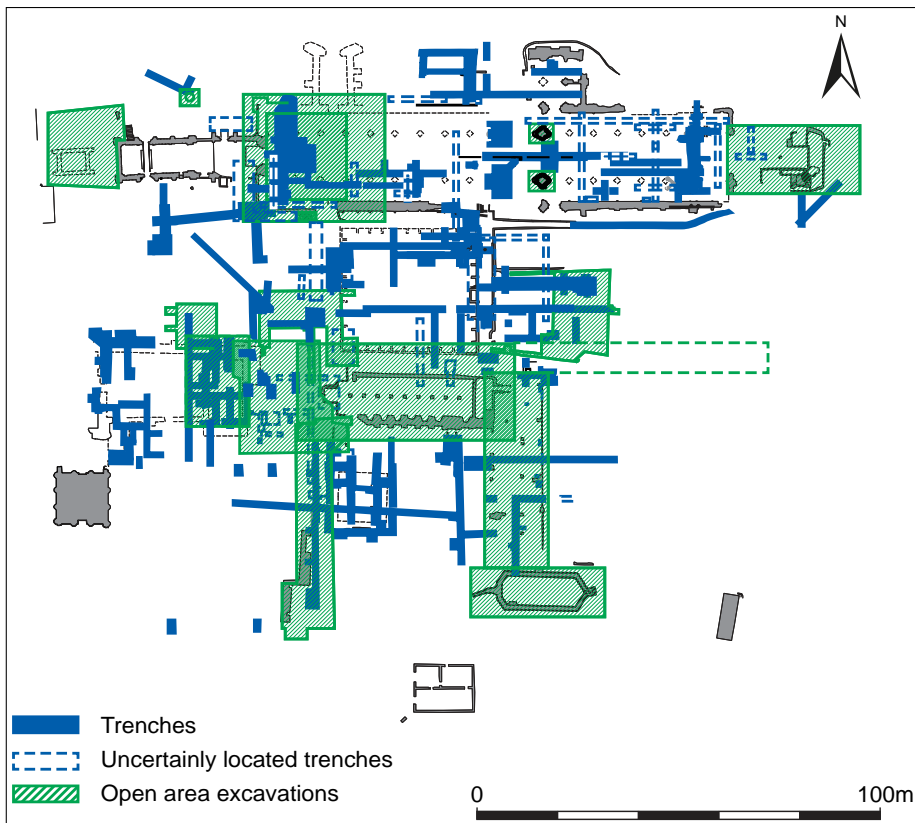 N
Trenches
Uncertainly located trenches
Open area excavations
0 100m